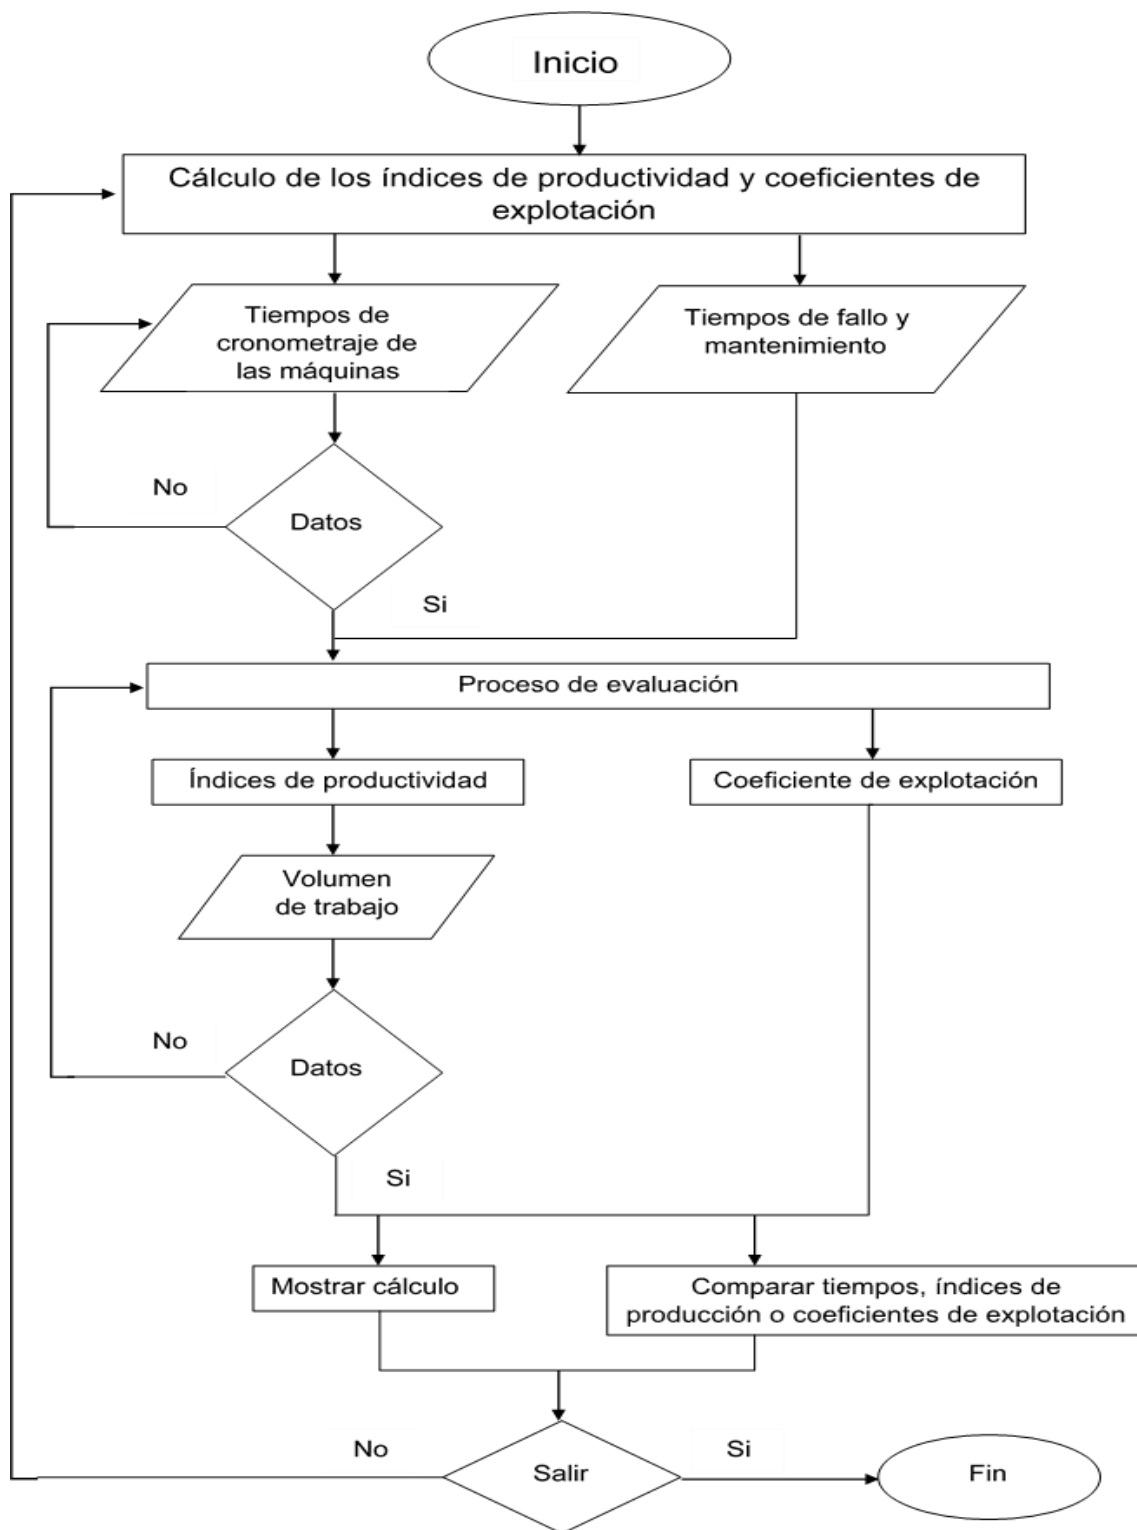 Inicio
Cálculo de los índices de productividad y coeficientes de
explotación
Tiempos de
cronometraje de
las máquinas
Tiempos de fallo y
mantenimiento
No
Datos
Si
Proceso de evaluación
Índices de productividad
Coeficiente de explotación
Volumen
de trabajo
No
Datos
Si
Mostrar cálculo
Comparar tiempos, índices de
producción o coeficientes de explotación
No
Salir
Si
Fin